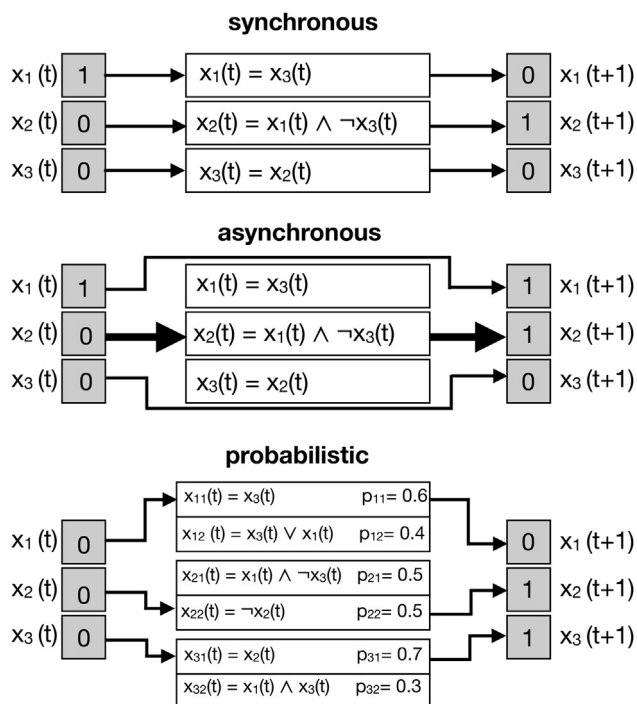 synchronous
x₁(t) 1 x₁(t) = x₃(t) 0 x₁(t+1)
x₂(t) 0 x₂(t) = x₁(t) ∧ ¬x₃(t) 1 x₂(t+1)
x₃(t) 0 x₃(t) = x₂(t) 0 x₃(t+1)
asynchronous
x₁(t) 1 x₁(t) = x₃(t) 1 x₁(t+1)
x₂(t) 0 x₂(t) = x₁(t) ∧ ¬x₃(t) 1 x₂(t+1)
x₃(t) 0 x₃(t) = x₂(t) 0 x₃(t+1)
probabilistic
x₁₁(t) = x₃(t) p₁₁= 0.6
x₁(t) 0 x₁₂ (t) = x₃(t) ∨ x₁(t) p₁₂= 0.4 0 x₁(t+1)
x₂₁(t) = x₁(t) ∧ ¬x₃(t) p₂₁= 0.5
x₂(t) 0 x₂₂(t) = ¬x₂(t) p₂₂= 0.5 1 x₂(t+1)
x₃(t) 0 x₃₁(t) = x₂(t) p₃₁= 0.7 1 x₃(t+1)
x₃₂(t) = x₁(t) ∧ x₃(t) p₃₂= 0.3